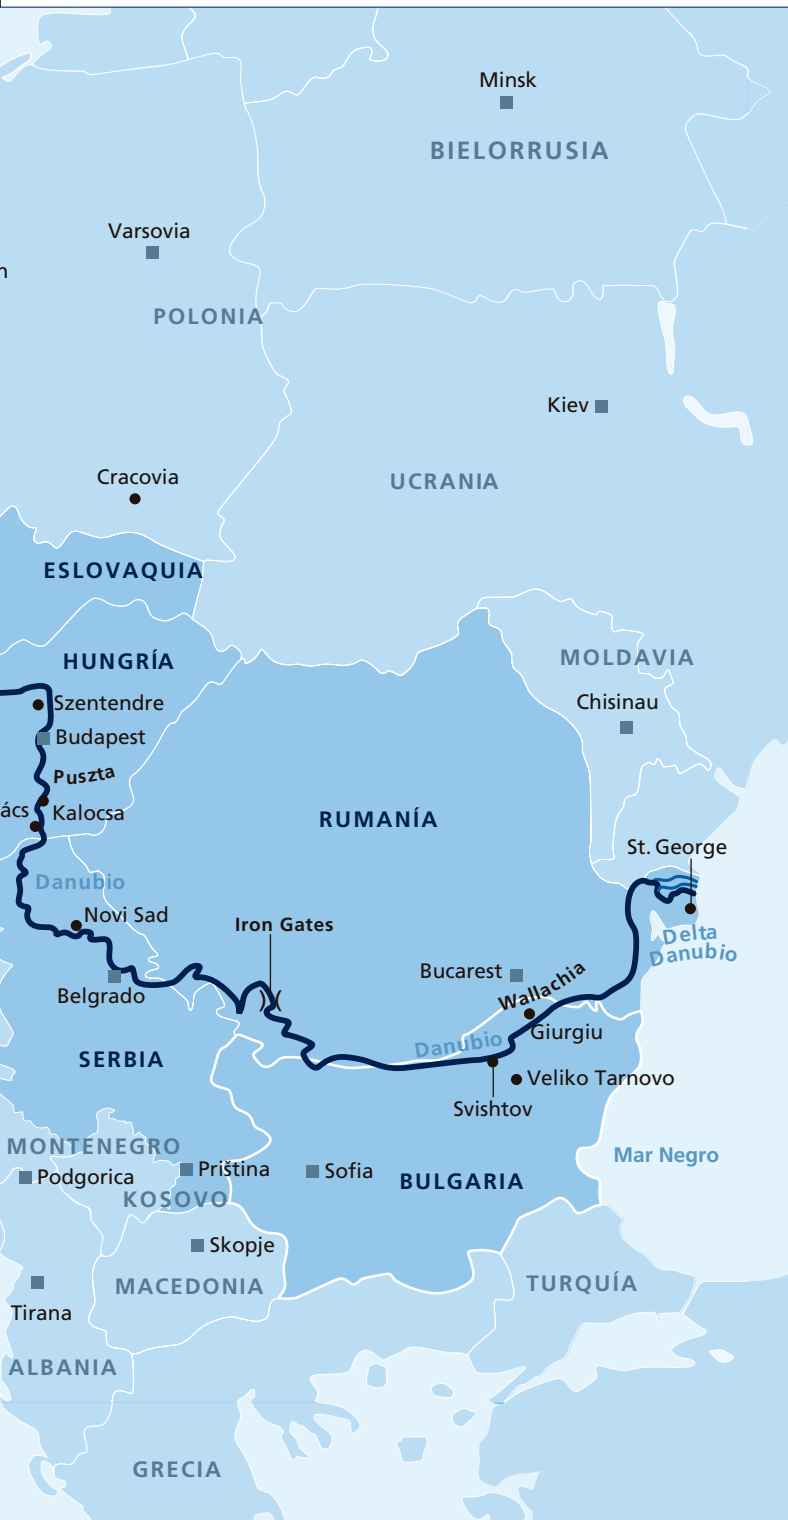 Minsk
BIELORRUSIA
Varsovia
n
POLONIA
Kiev
Cracovia
UCRANIA
ESLOVAQUIA
HUNGRÍA
MOLDAVIA
Szentendre
Chisinau
Budapest
Puszta
ács
Kalocsa
RUMANÍA
St. George
Danubio
Novi Sad
Iron Gates
Delta
Danubio
Bucarest
Wallachia
Belgrado
Giurgiu
Danubio
SERBIA
Veliko Tarnovo
Svishtov
MONTENEGRO
Mar Negro
Podgorica
Priština
Sofia
BULGARIA
KOSOVO
Skopje
MACEDONIA
TURQUÍA
Tirana
ALBANIA
GRECIA